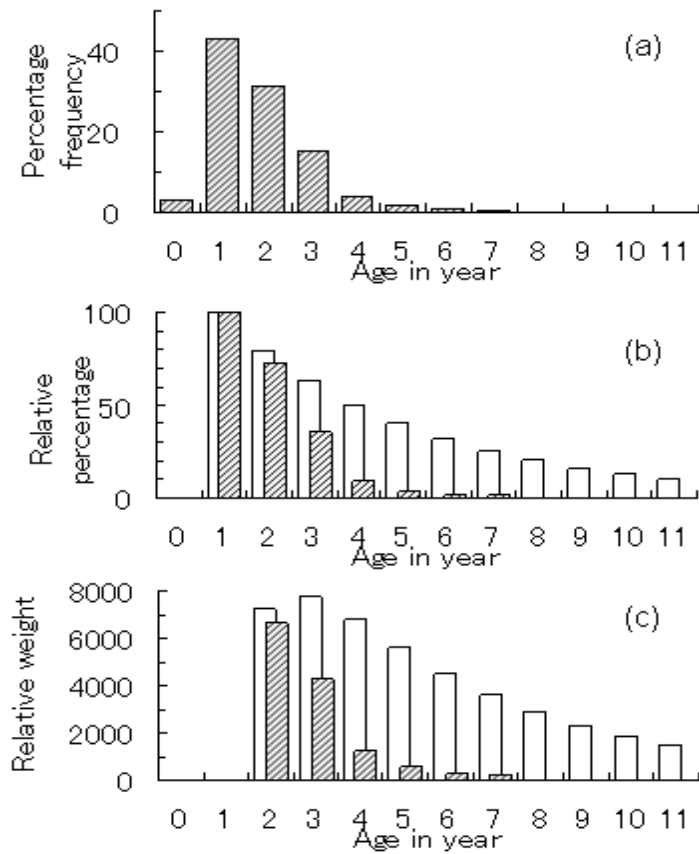 Percentage
frequency
40
20
0
(a)
0 1 2 3 4 5 6 7 8 9 10 11
Age in year
Relative
percentage
100
50
0
(b)
0 1 2 3 4 5 6 7 8 9 10 11
Age in year
Relative weight
8000
6000
4000
2000
0
(c)
0 1 2 3 4 5 6 7 8 9 10 11
Age in year